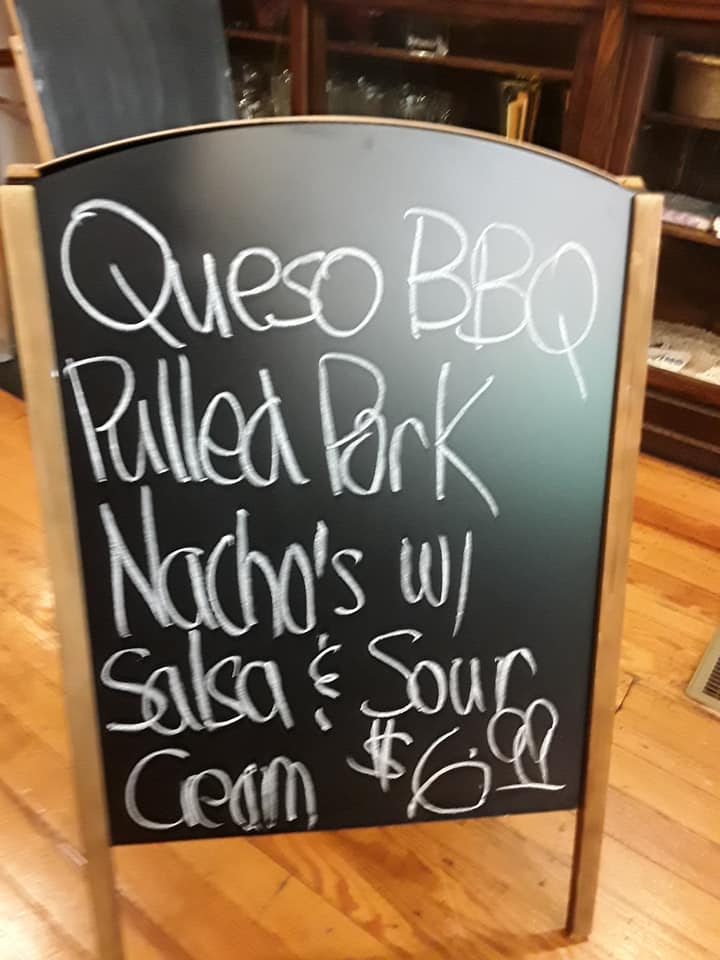 Queso BBQ
Pulled Pork
Nacho's w/
Salsa & Sour
Cream $6.99